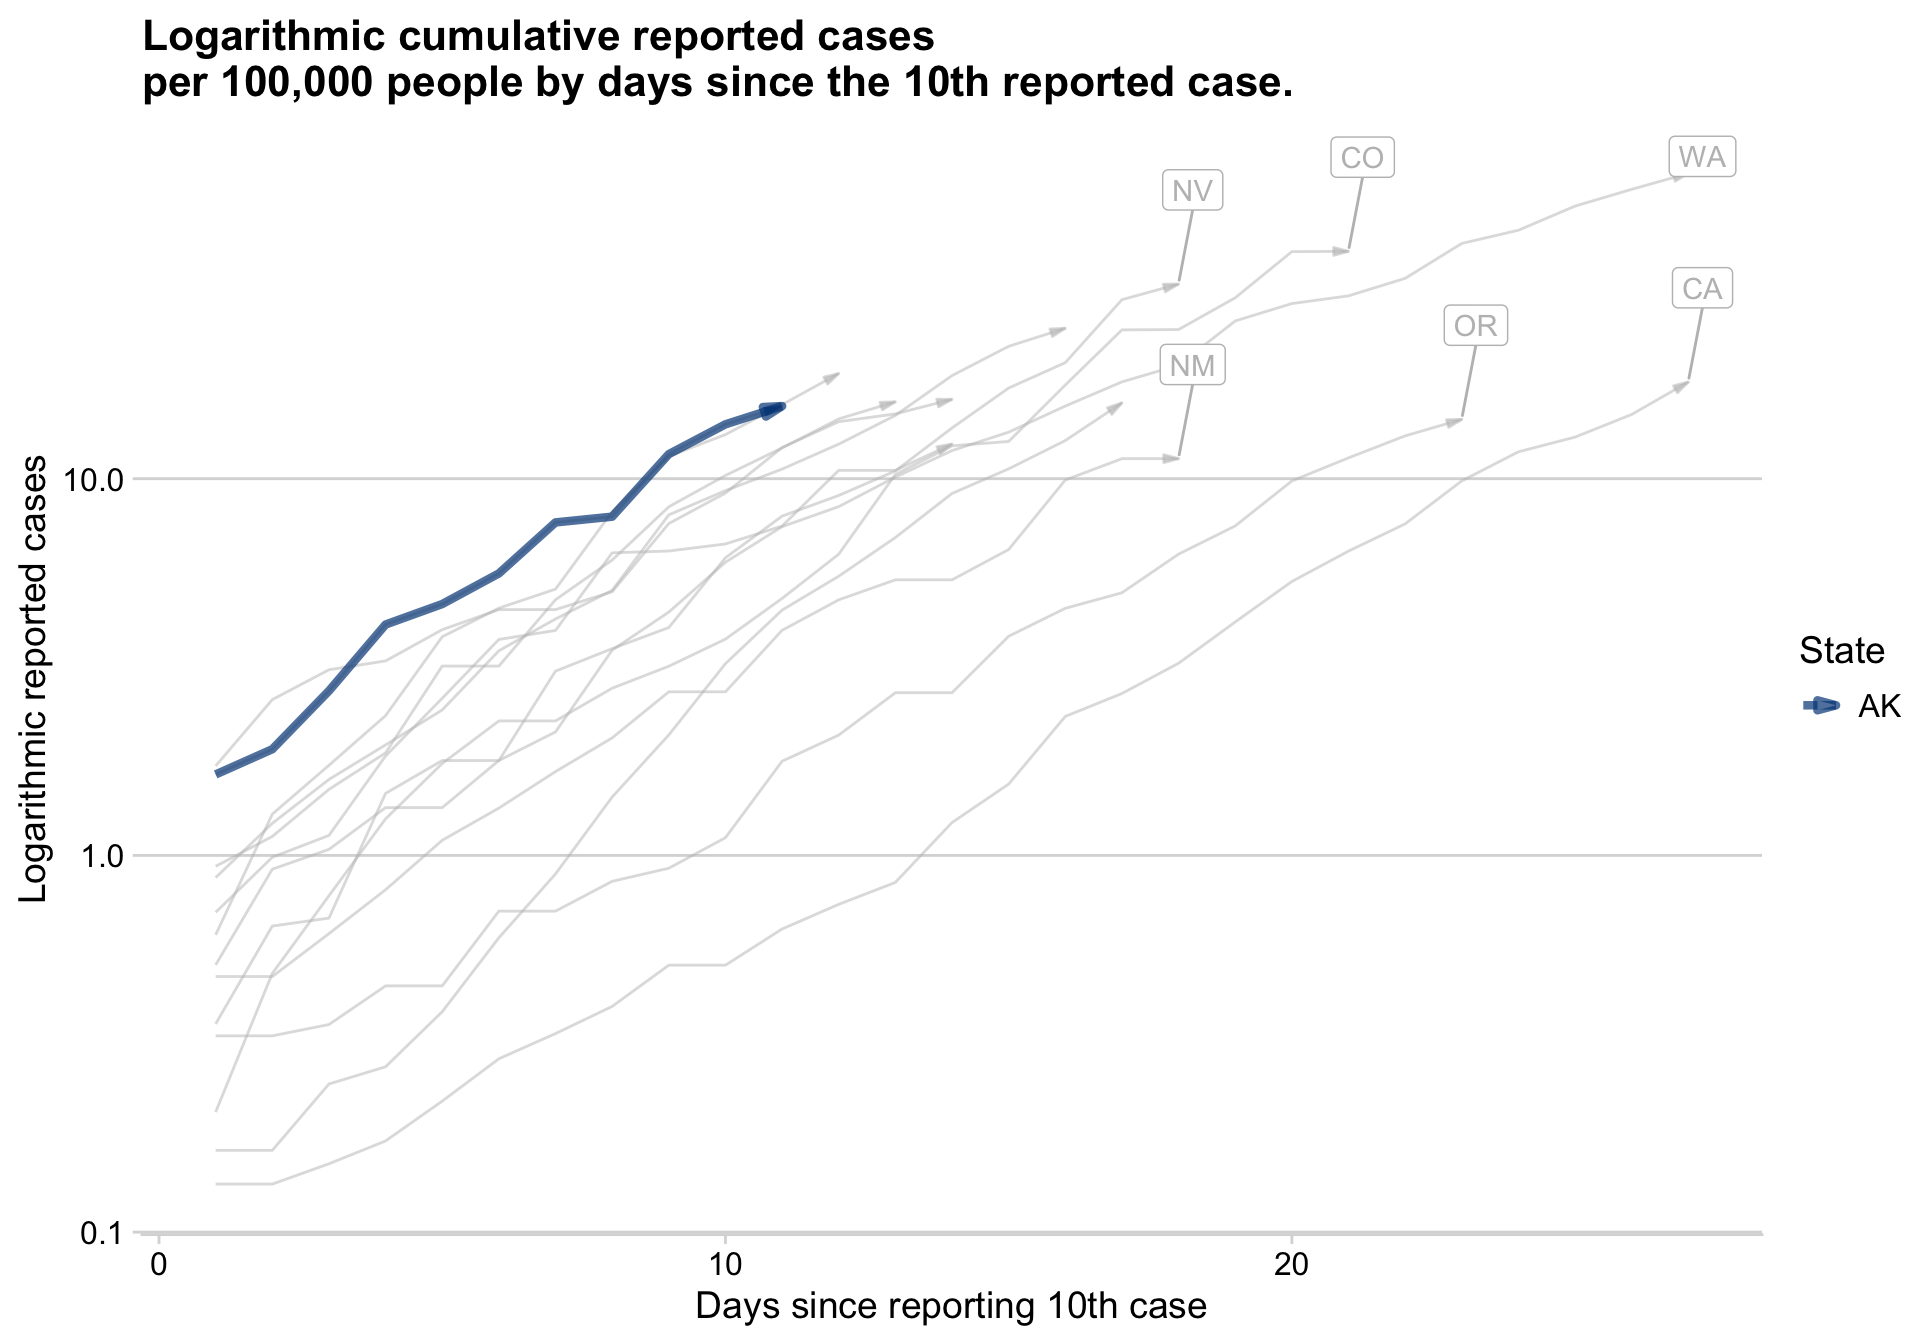 Logarithmic cumulative reported cases
per 100,000 people by days since the 10th reported case.
CO
WA
NV
CA
OR
NM
Logarithmic reported cases
10.0
1.0
0.1
State
AK
0
10
20
Days since reporting 10th case